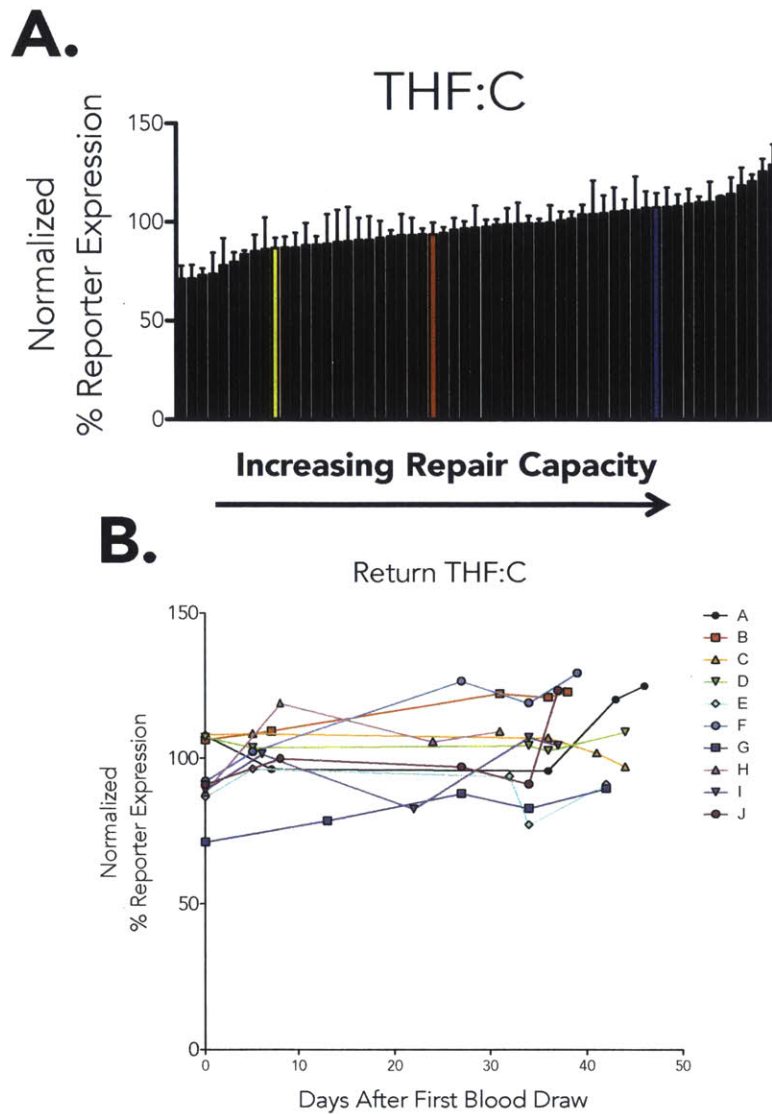 A.
THF:C
Normalized
% Reporter Expression
150
100
50
0
Increasing Repair Capacity
B.
Return THF:C
Normalized
% Reporter Expression
150
100
50
0
0 10 20 30 40 50
Days After First Blood Draw
A
B
C
D
E
F
G
H
I
J